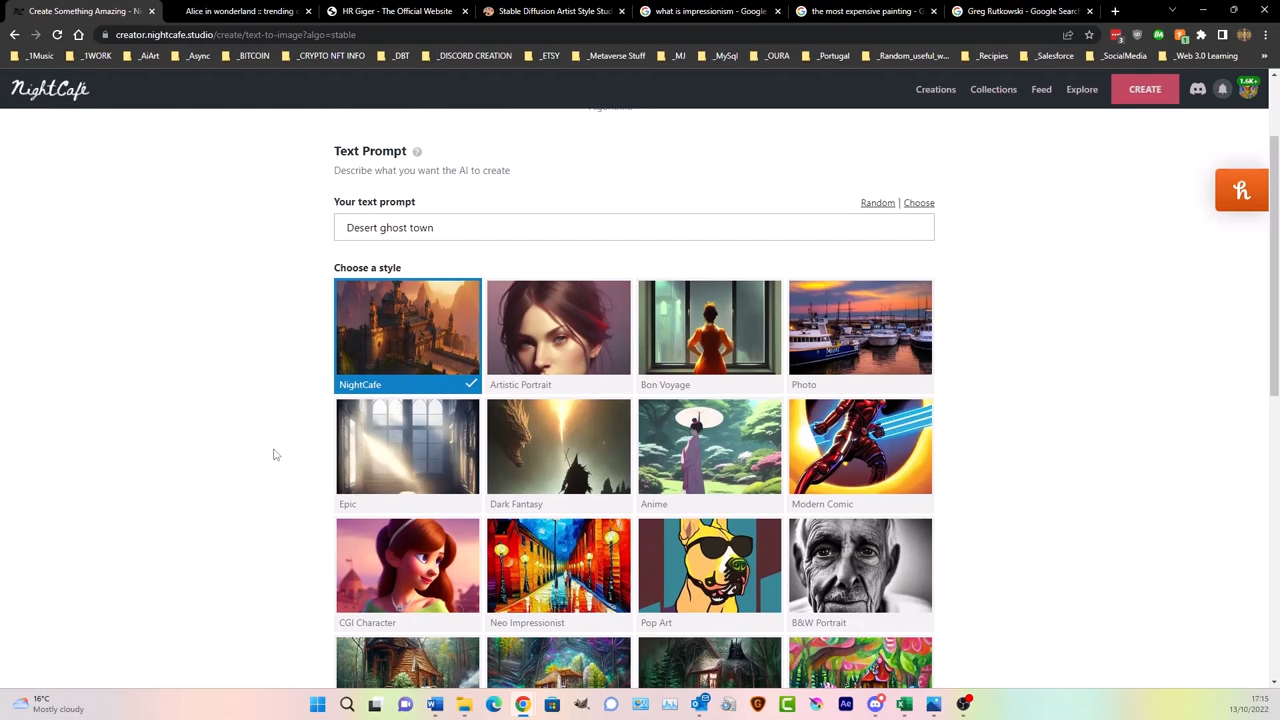 Create Something Amazing - Ni
Alice in wonderland :: trending c
HR Giger - The Official Website
Stable Diffusion Artist Style Stud
what is impressionism - Google
the most expensive painting - G
Greg Rutkowski - Google Search
creator.nightcafe.studio/create/text-to-image?algo=stable
_1Music
_1WORK
_AiArt
_Async
_BITCOIN
_CRYPTO NFT INFO
_DBT
_DISCORD CREATION
_ETSY
_Metaverse Stuff
_MJ
_MySql
_OURA
_Portugal
_Random_useful_w...
_Recipies
_Salesforce
_SocialMedia
_Web 3.0 Learning
NightCafe
Creations
Collections
Feed
Explore
CREATE
1.6K+
Text Prompt
Describe what you want the AI to create
Your text prompt
Random | Choose
Desert ghost town
Choose a style
NightCafe
Artistic Portrait
Bon Voyage
Photo
Epic
Dark Fantasy
Anime
Modern Comic
CGI Character
Neo Impressionist
Pop Art
B&W Portrait
16°C
Mostly cloudy
17:15
13/10/2022